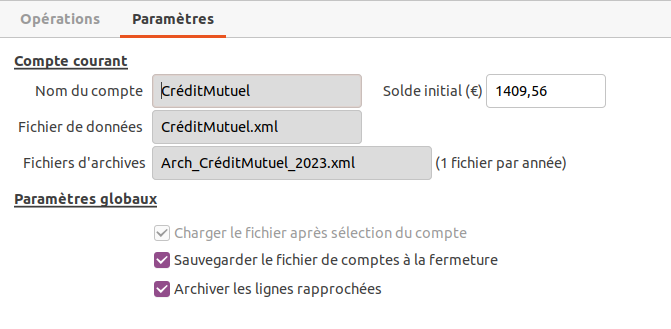 Opérations Paramètres
Compte courant
Nom du compte CréditMutuel Solde initial (€) 1409,56
Fichier de données CréditMutuel.xml
Fichiers d'archives Arch_CréditMutuel_2023.xml (1 fichier par année)
Paramètres globaux
Charger le fichier après sélection du compte
Sauvegarder le fichier de comptes à la fermeture
Archiver les lignes rapprochées